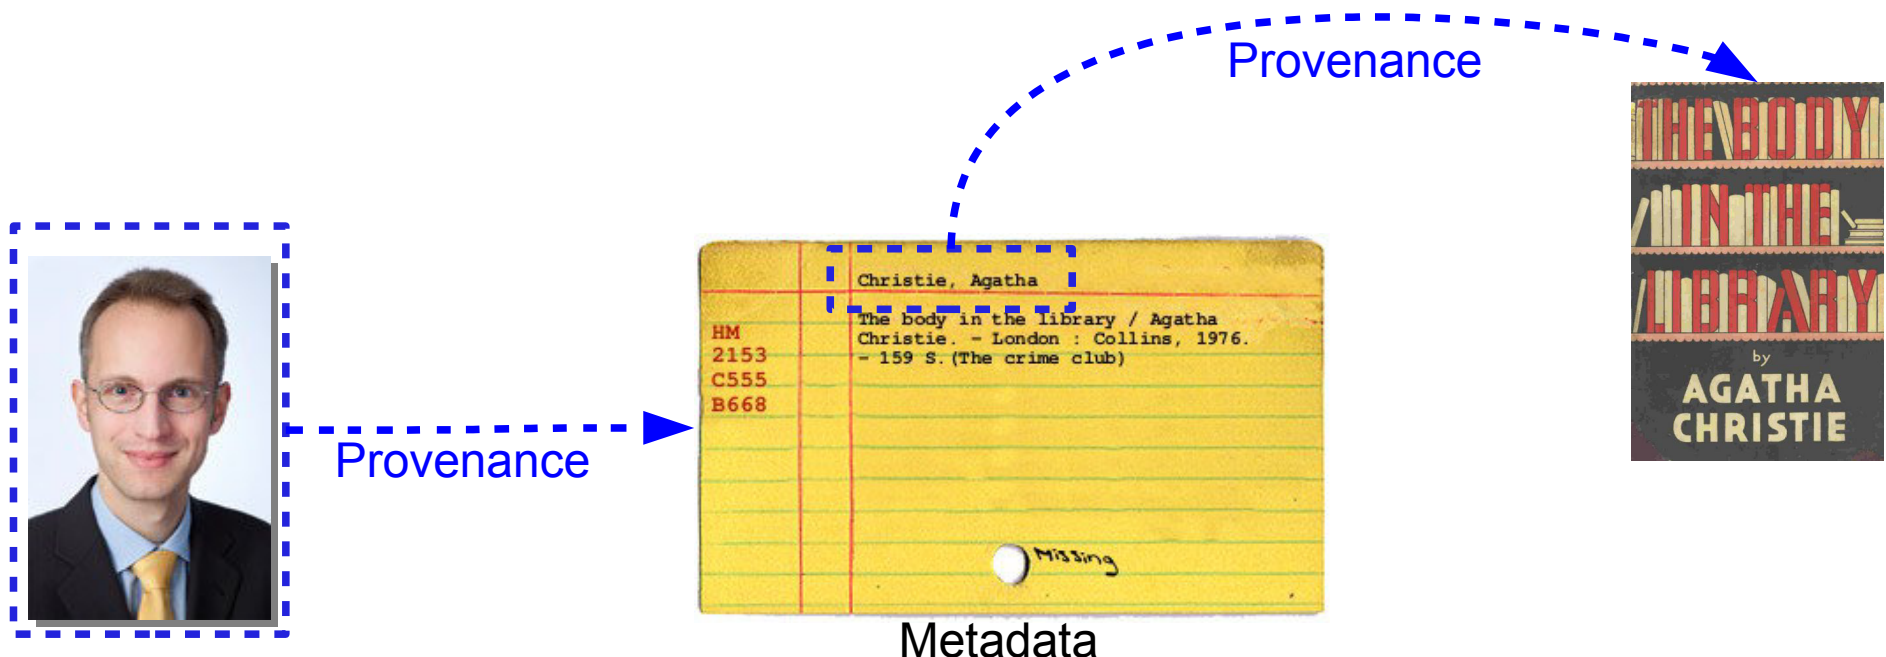 Provenance
THE BODY
IN THE
LIBRARY
by
AGATHA
CHRISTIE
Christie, Agatha
The body in the library / Agatha
Christie. - London : Collins, 1976.
- 159 S.(The crime club)
HM
2153
C555
B668
Provenance
Missing
Metadata